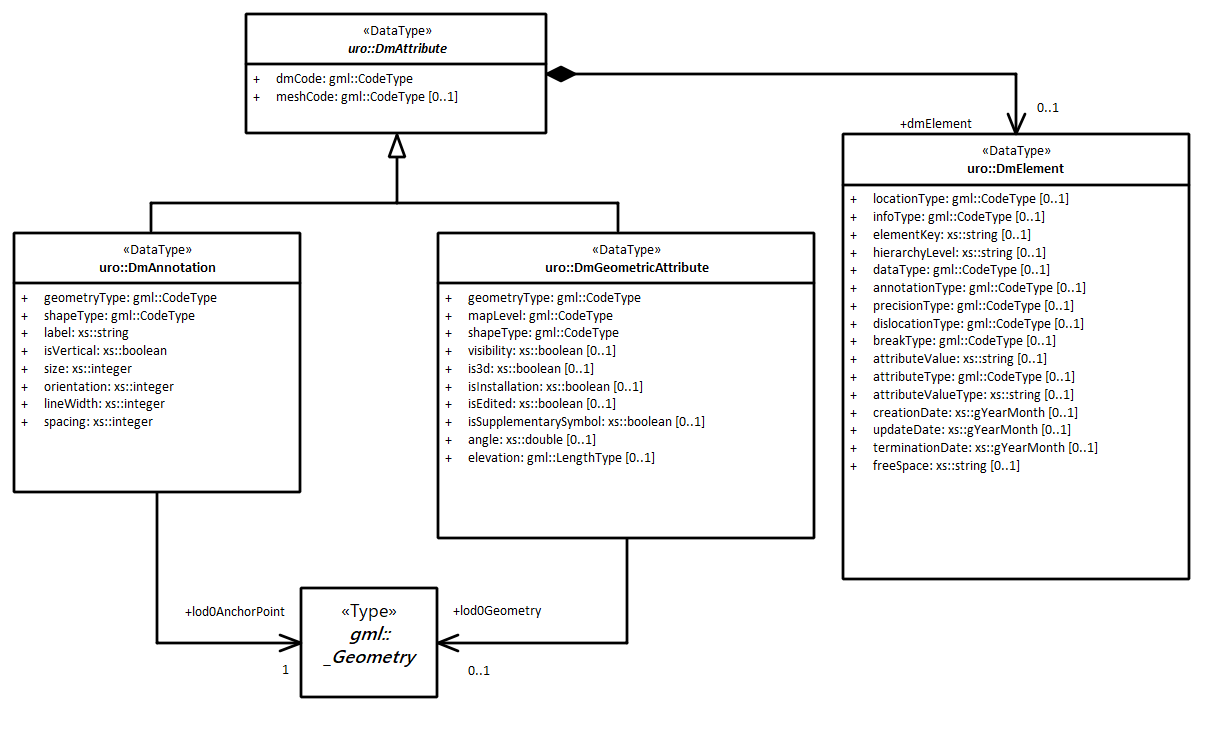 «DataType»
uro::DmAttribute
+ dmCode: gml::CodeType
+ meshCode: gml::CodeType [0..1]
0..1
+dmElement
«DataType»
uro::DmElement
+ locationType: gml::CodeType [0..1]
+ infoType: gml::CodeType [0..1]
+ elementKey: xs::string [0..1]
+ hierarchyLevel: xs::string [0..1]
+ dataType: gml::CodeType [0..1]
+ annotationType: gml::CodeType [0..1]
+ precisionType: gml::CodeType [0..1]
+ dislocationType: gml::CodeType [0..1]
+ breakType: gml::CodeType [0..1]
+ attributeValue: xs::string [0..1]
+ attributeType: gml::CodeType [0..1]
+ attributeValueType: xs::string [0..1]
+ creationDate: xs::gYearMonth [0..1]
+ updateDate: xs::gYearMonth [0..1]
+ terminationDate: xs::gYearMonth [0..1]
+ freeSpace: xs::string [0..1]
«DataType»
uro::DmAnnotation
+ geometryType: gml::CodeType
+ shapeType: gml::CodeType
+ label: xs::string
+ isVertical: xs::boolean
+ size: xs::integer
+ orientation: xs::integer
+ lineWidth: xs::integer
+ spacing: xs::integer
«DataType»
uro::DmGeometricAttribute
+ geometryType: gml::CodeType
+ mapLevel: gml::CodeType
+ shapeType: gml::CodeType
+ visibility: xs::boolean [0..1]
+ is3d: xs::boolean [0..1]
+ isInstallation: xs::boolean [0..1]
+ isEdited: xs::boolean [0..1]
+ isSupplementarySymbol: xs::boolean [0..1]
+ angle: xs::double [0..1]
+ elevation: gml::LengthType [0..1]
+lod0AnchorPoint
1
«Type»
gml::
_Geometry
+lod0Geometry
0..1